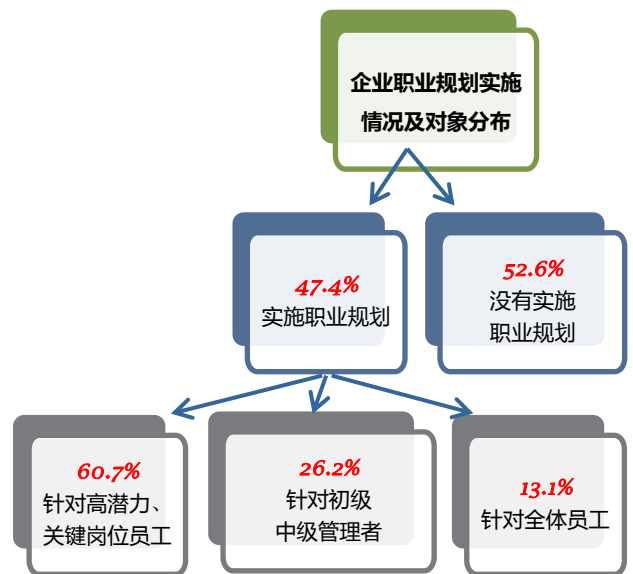 企业职业规划实施
情况及对象分布
47.4%
实施职业规划
52.6%
没有实施
职业规划
60.7%
针对高潜力、
关键岗位员工
26.2%
针对初级
中级管理者
13.1%
针对全体员工